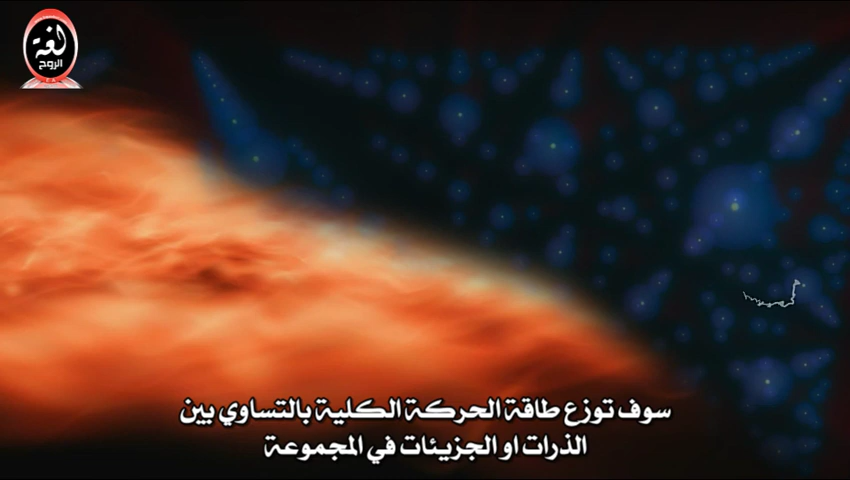 لغة
الروح
سوف توزع طاقة الحركة الكلية بالتساوي بين
الذرات او الجزيئات في المجموعة